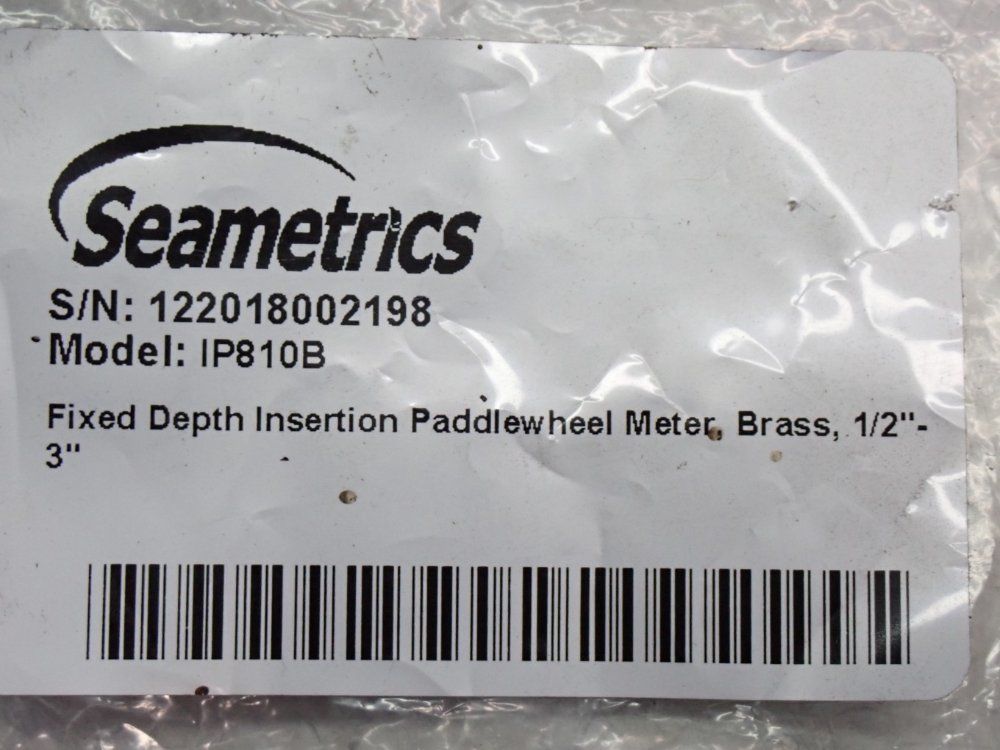 Seametrics
S/N: 122018002198
Model: IP810B
Fixed Depth Insertion Paddlewheel Meter, Brass, 1/2"-
3"